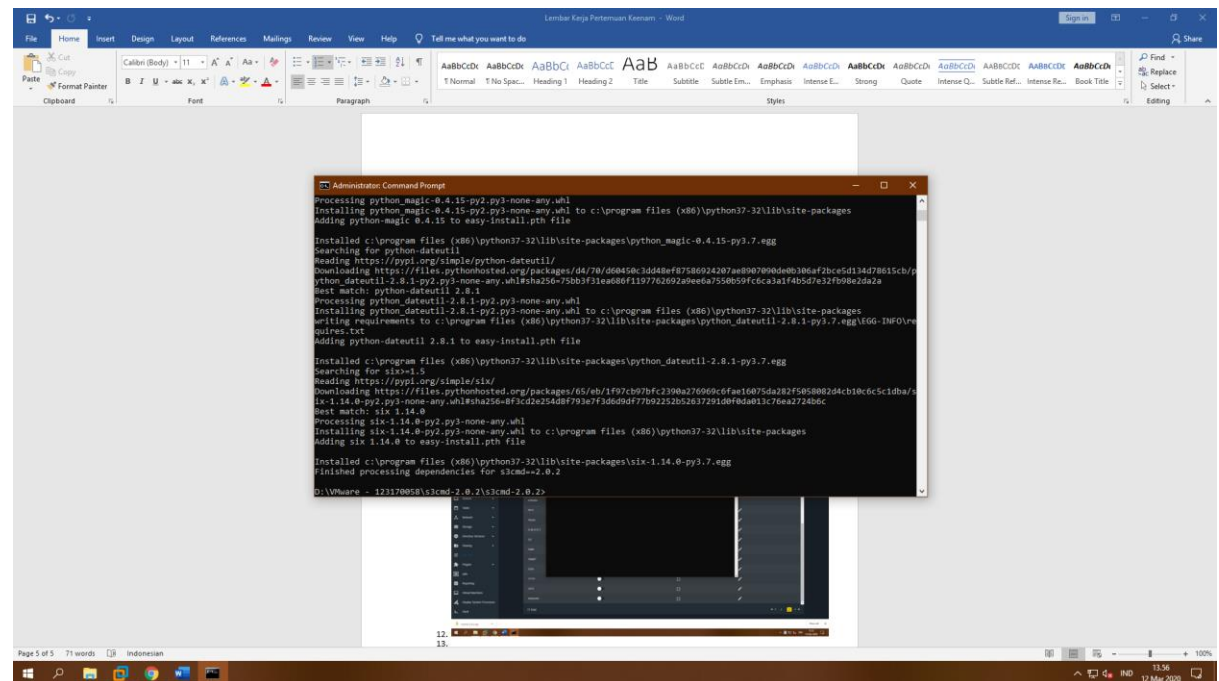 Lembar Kerja Pertemuan Keenam - Word
Sign in
File Home Insert Design Layout References Mailings Review View Help Tell me what you want to do
Share
Cut
Copy
Format Painter
Paste
Calibri (Body) 11
Clipboard
Font
Paragraph
AaBbCcDc AaBbCcDc AaBbCc AaBbCcD AaB AaBbCcD AaBbCcDc AaBbCcDc AaBbCcDc AaBbCcDc AaBbCcDc AaBbCcDc AaBbCcDc AaBbCcDc AaBbCcDc
¶ Normal ¶ No Spac... Heading 1 Heading 2 Title Subtitle Subtle Em... Emphasis Intense E... Strong Quote Intense Q... Subtle Ref... Intense Re... Book Title
Styles
Find
Replace
Select
Editing
Administrator: Command Prompt
Processing python_magic-0.4.15-py2.py3-none-any.whl
Installing python_magic-0.4.15-py2.py3-none-any.whl to c:\program files (x86)\python37-32\lib\site-packages
Adding python-magic 0.4.15 to easy-install.pth file
Installed c:\program files (x86)\python37-32\lib\site-packages\python_magic-0.4.15-py3.7.egg
Searching for python-dateutil
Reading https://pypi.org/simple/python-dateutil/
Downloading https://files.pythonhosted.org/packages/d4/70/d60450c3dd48ef87586924207ae8907090de0b306af2bce5d134d78615cb/p
ython_dateutil-2.8.1-py2.py3-none-any.whl#sha256=75bb3f31ea686f1197762692a9ee6a7550b59fc6ca3a1f4b5d7e32fb98e2da2a
Best match: python-dateutil 2.8.1
Processing python_dateutil-2.8.1-py2.py3-none-any.whl
Installing python_dateutil-2.8.1-py2.py3-none-any.whl to c:\program files (x86)\python37-32\lib\site-packages
writing requirements to c:\program files (x86)\python37-32\lib\site-packages\python_dateutil-2.8.1-py3.7.egg\EGG-INFO\re
quires.txt
Adding python-dateutil 2.8.1 to easy-install.pth file
Installed c:\program files (x86)\python37-32\lib\site-packages\python_dateutil-2.8.1-py3.7.egg
Searching for six>=1.5
Reading https://pypi.org/simple/six/
Downloading https://files.pythonhosted.org/packages/65/eb/1f97cb97bfc2390a276969c6fae16075da282f5058082d4cb10c6c5c1dba/s
ix-1.14.0-py2.py3-none-any.whl#sha256=8f3cd2e254d8f793e7f3d6d9df77b92252b52637291d0f0da013c76ea2724b6c
Best match: six 1.14.0
Processing six-1.14.0-py2.py3-none-any.whl
Installing six-1.14.0-py2.py3-none-any.whl to c:\program files (x86)\python37-32\lib\site-packages
Adding six 1.14.0 to easy-install.pth file
Installed c:\program files (x86)\python37-32\lib\site-packages\six-1.14.0-py3.7.egg
Finished processing dependencies for s3cmd==2.0.2
D:\VMware - 123170058\s3cmd-2.0.2\s3cmd-2.0.2>
12.
13.
Page 5 of 5 71 words Indonesian
100%
IND
13.56
12 Mar 2020